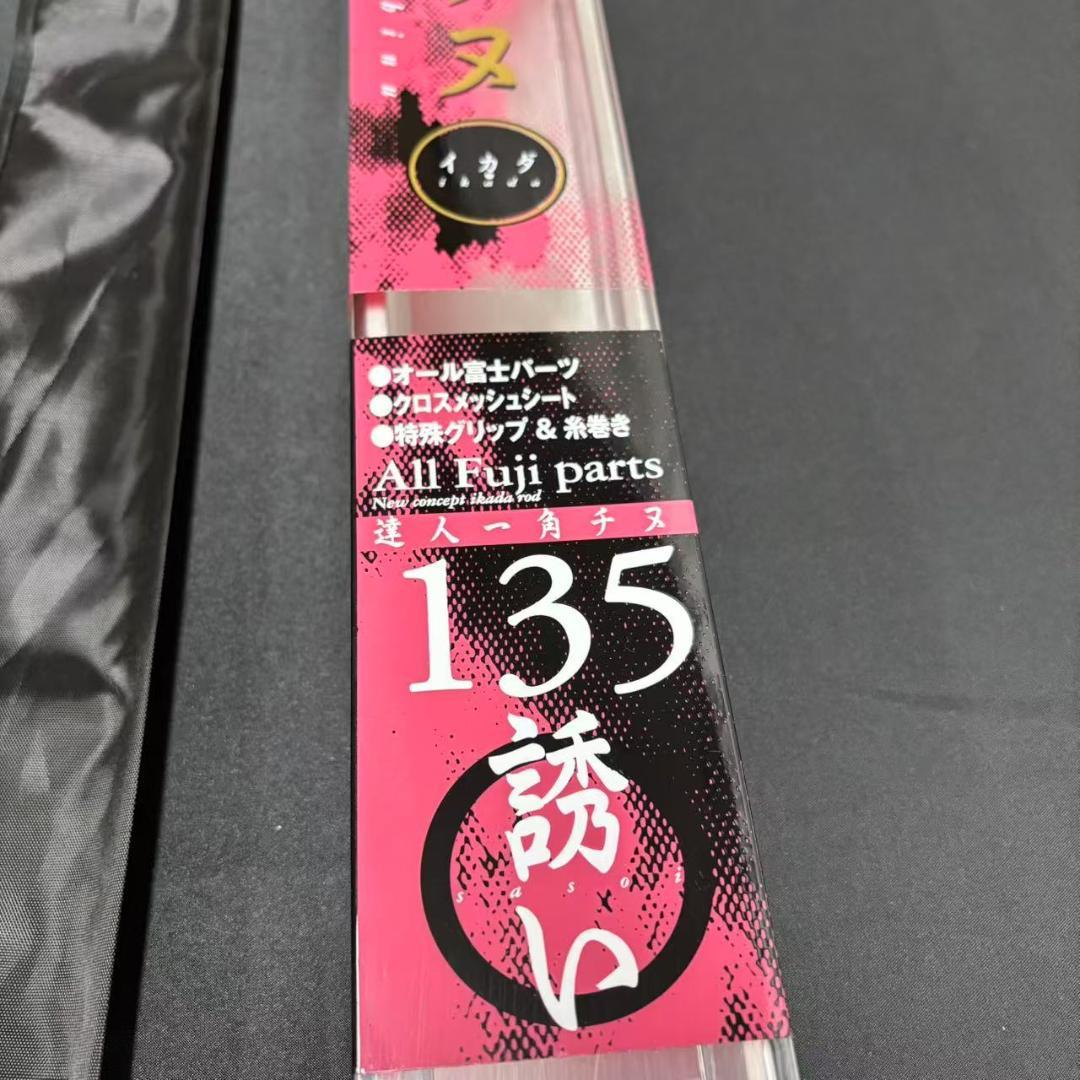 ヌ
イカダ
ikada
●オール富士パーツ
●クロスメッシュシート
●特殊グリップ & 糸巻き
All Fuji parts
New concept ikada rod
達人一角チヌ
135
誘い
sasoi